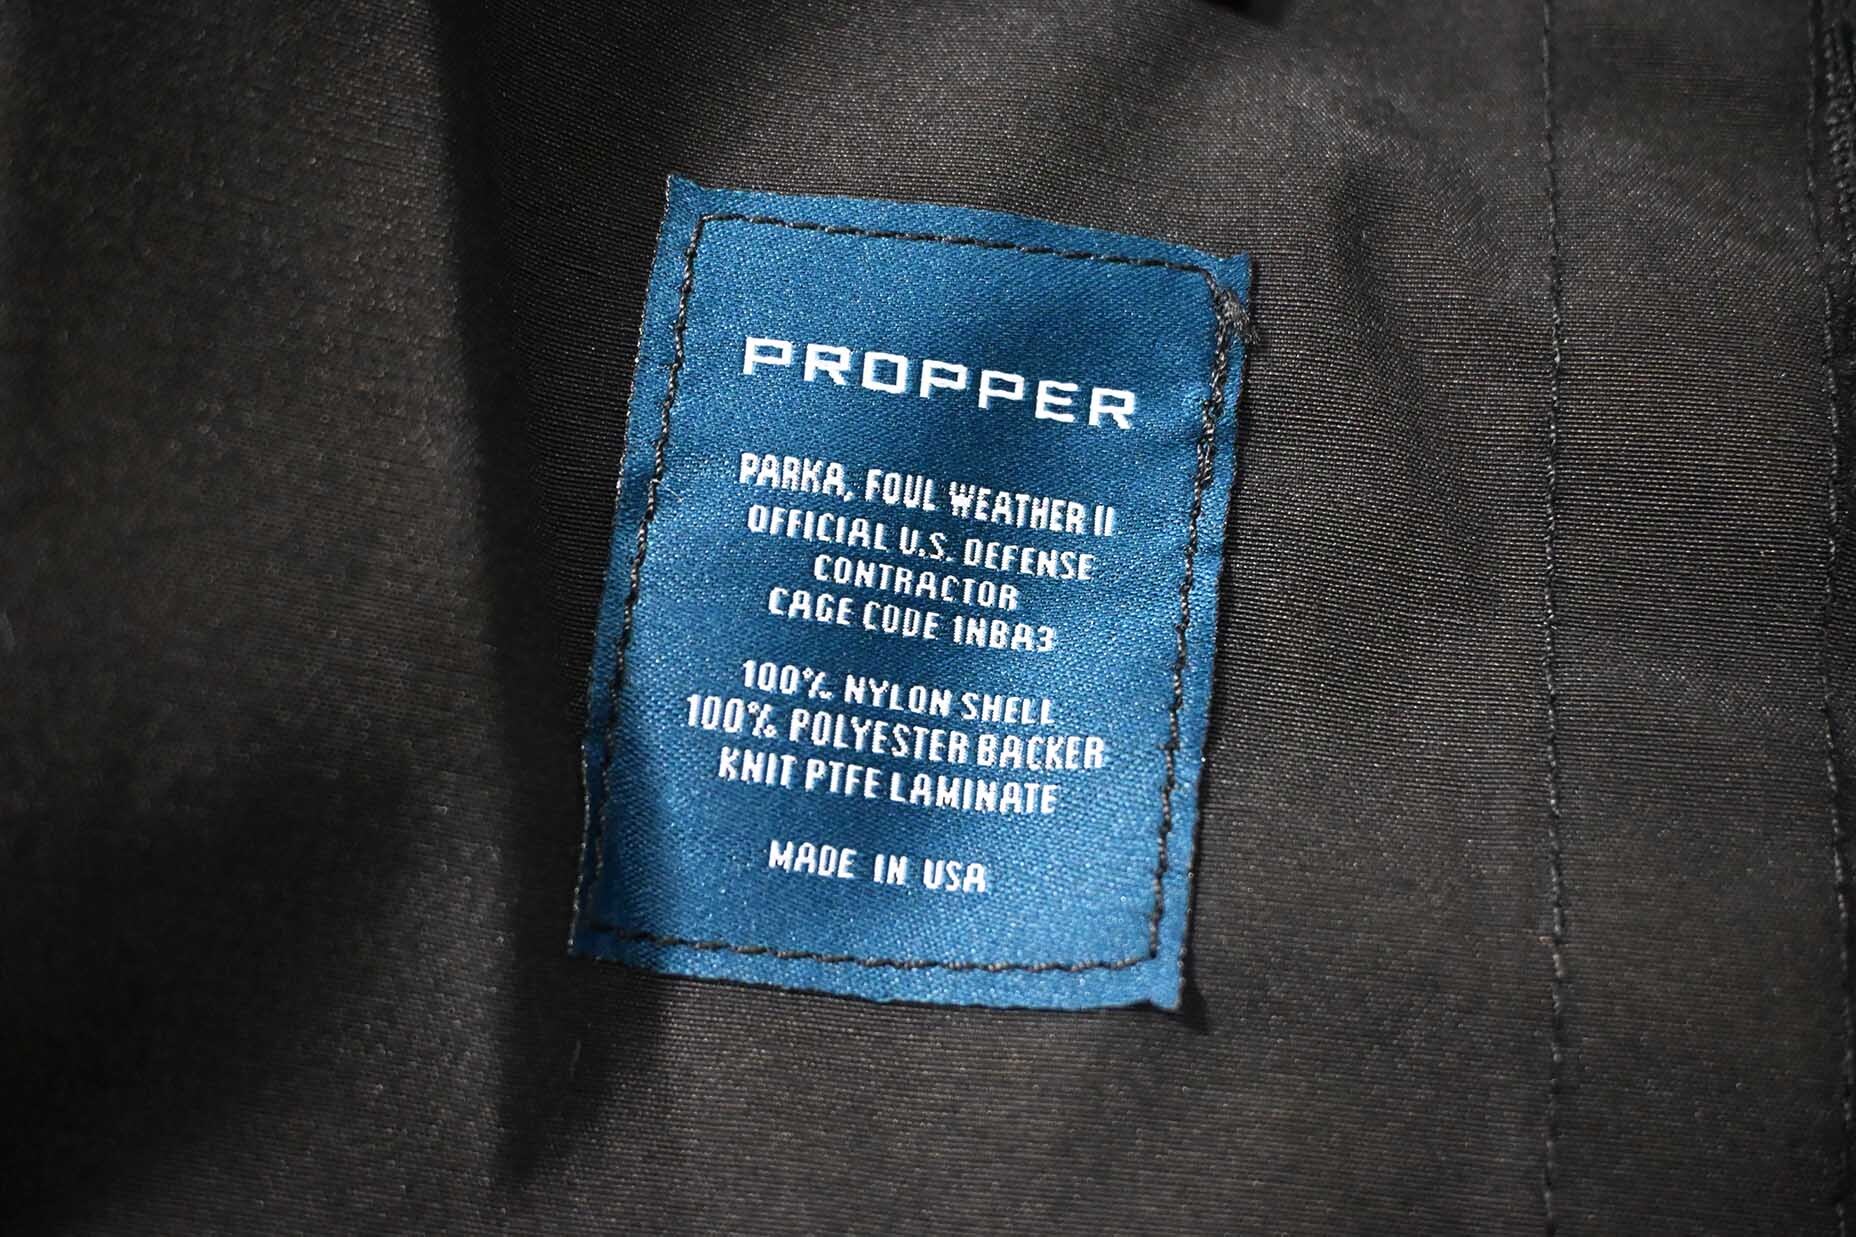 PROPPER
PARKA, FOUL WEATHER II
OFFICIAL U.S. DEFENSE
CONTRACTOR
CAGE CODE 1NBA3
100% NYLON SHELL
100% POLYESTER BACKER
KNIT PTFE LAMINATE
MADE IN USA